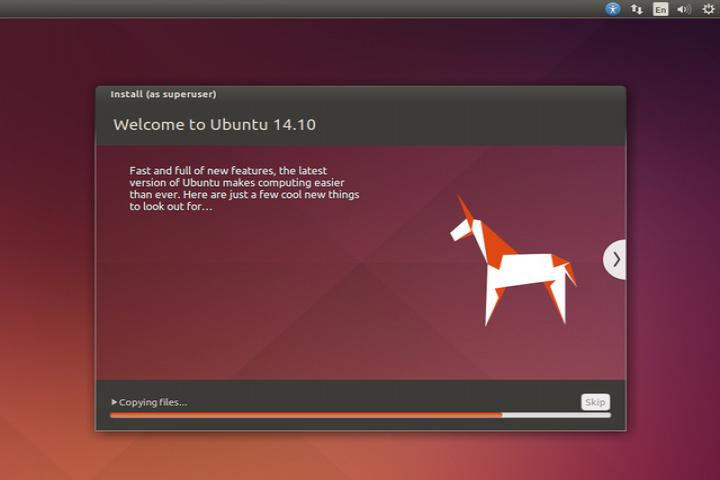 En
Install (as superuser)
Welcome to Ubuntu 14.10
Fast and full of new features, the latest
version of Ubuntu makes computing easier
than ever. Here are just a few cool new things
to look out for...
Copying files...
Skip